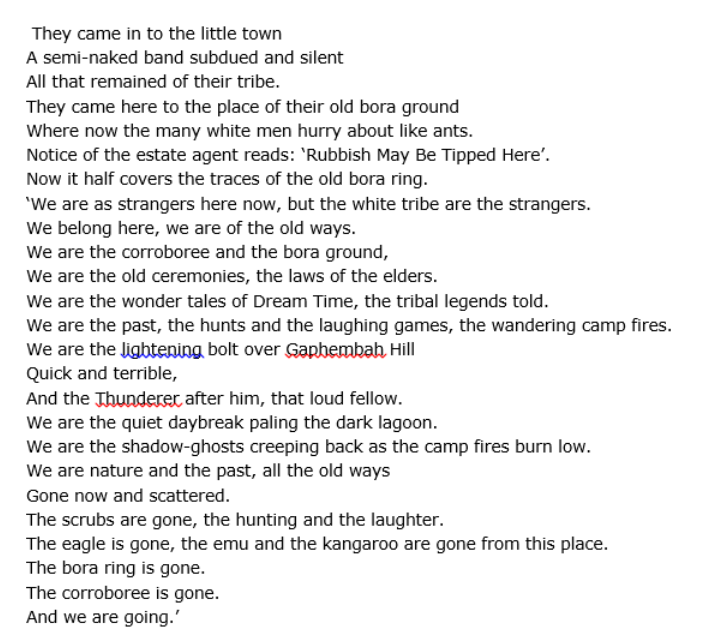 They came in to the little town
A semi-naked band subdued and silent
All that remained of their tribe.
They came here to the place of their old bora ground
Where now the many white men hurry about like ants.
Notice of the estate agent reads: ‘Rubbish May Be Tipped Here’.
Now it half covers the traces of the old bora ring.
‘We are as strangers here now, but the white tribe are the strangers.
We belong here, we are of the old ways.
We are the corroboree and the bora ground,
We are the old ceremonies, the laws of the elders.
We are the wonder tales of Dream Time, the tribal legends told.
We are the past, the hunts and the laughing games, the wandering camp fires.
We are the lightening bolt over Gaphembah Hill
Quick and terrible,
And the Thunderer after him, that loud fellow.
We are the quiet daybreak paling the dark lagoon.
We are the shadow-ghosts creeping back as the camp fires burn low.
We are nature and the past, all the old ways
Gone now and scattered.
The scrubs are gone, the hunting and the laughter.
The eagle is gone, the emu and the kangaroo are gone from this place.
The bora ring is gone.
The corroboree is gone.
And we are going.’